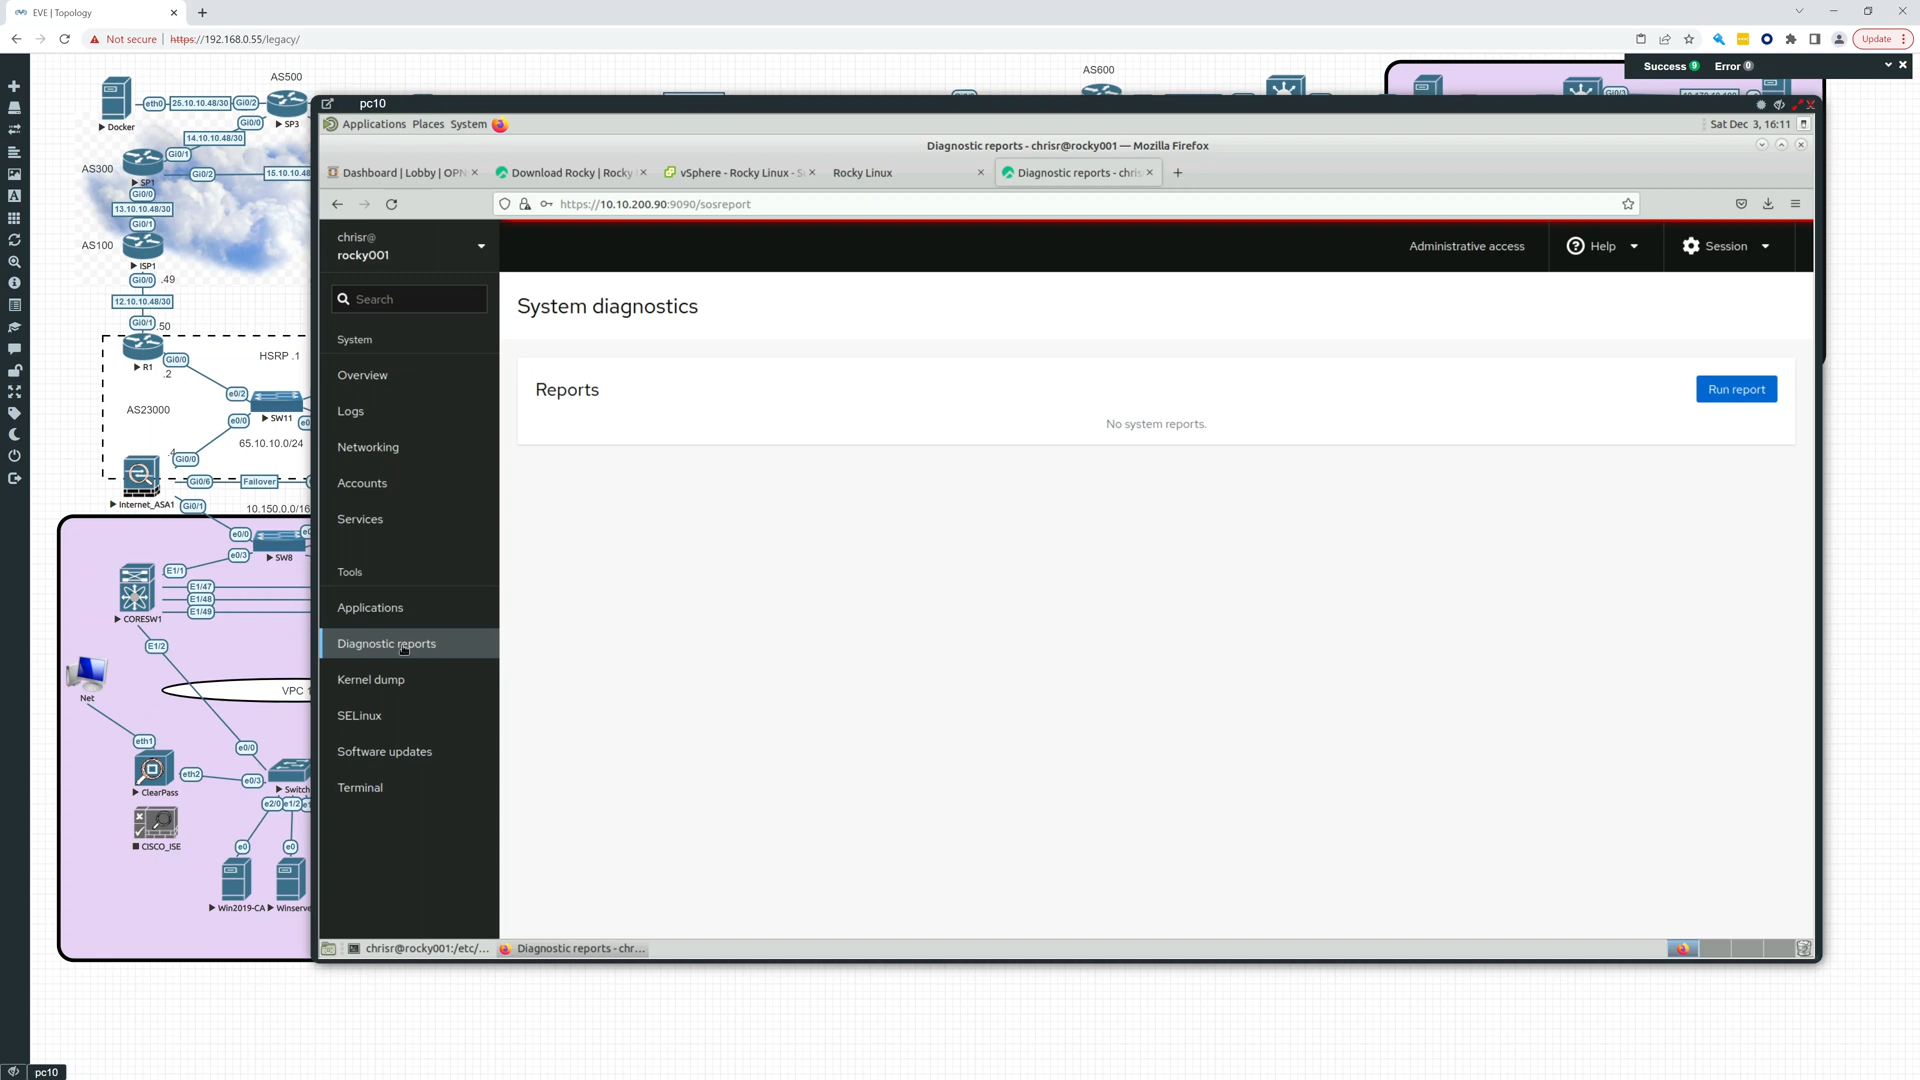 EVE | Topology
Not secure
https://192.168.0.55/legacy/
Update
Success 9 Error 0
AS500
AS600
Docker
eth0
25.10.10.48/30
Gi0/2
SP3
Gi0/0
14.10.10.48/30
AS300
Gi0/1
SP1
Gi0/2
Gi0/0
13.10.10.48/30
Gi0/1
AS100
ISP1
Gi0/0
.49
12.10.10.48/30
Gi0/1
.50
R1
Gi0/0
.2
HSRP .1
e0/2
SW11
AS23000
e0/0
65.10.10.0/24
Gi0/0
Gi0/6
Failover
Internet_ASA1
Gi0/1
e0/0
SW8
e0/3
E1/1
E1/47
E1/48
E1/49
CORESW1
E1/2
Net
VPC 1
eth1
e0/0
ClearPass
eth2
e0/3
CISCO_ISE
e2/0
e1/2
e0
e0
Win2019-CA
Gi0/3
pc10
Applications Places System
Sat Dec 3, 16:11
Diagnostic reports - chrisr@rocky001 — Mozilla Firefox
Dashboard | Lobby | OPN
Download Rocky | Rocky
vSphere - Rocky Linux - S
Rocky Linux
Diagnostic reports - chris
https://10.10.200.90:9090/sosreport
chrisr@
rocky001
Administrative access
Help
Session
Search
System
Overview
Logs
Networking
Accounts
Services
Tools
Applications
Diagnostic reports
Kernel dump
SELinux
Software updates
Terminal
System diagnostics
Reports
Run report
No system reports.
chrisr@rocky001:/etc/...
Diagnostic reports - chr...
pc10